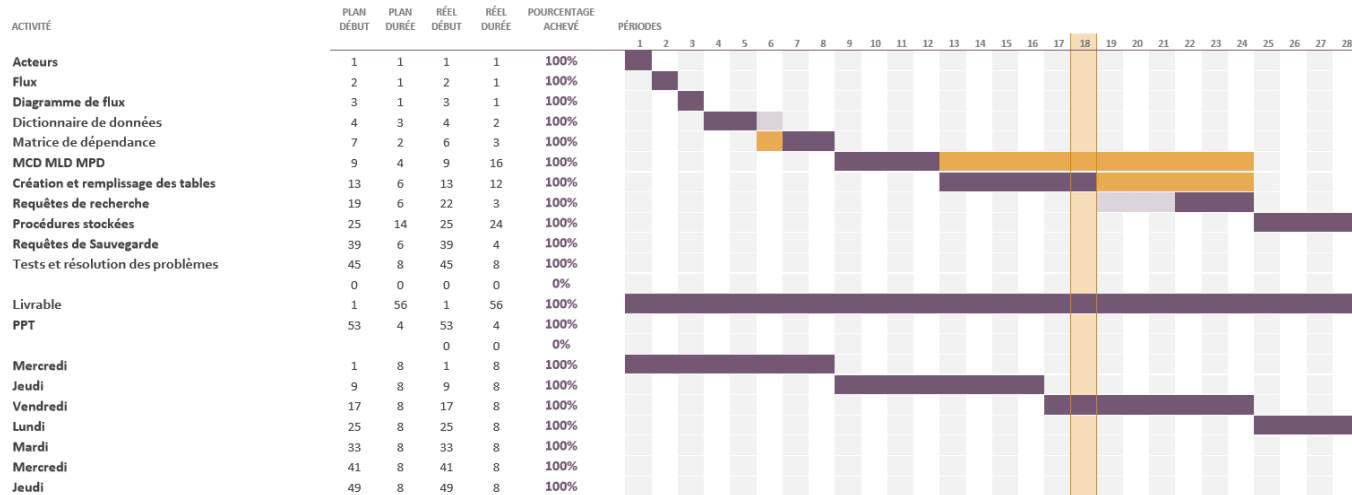 PLAN PLAN RÉEL RÉEL POURCENTAGE
ACTIVITÉ DÉBUT DURÉE DÉBUT DURÉE ACHEVÉ PÉRIODES
1 2 3 4 5 6 7 8 9 10 11 12 13 14 15 16 17 18 19 20 21 22 23 24 25 26 27 28
Acteurs 1 1 1 1 100%
Flux 2 1 2 1 100%
Diagramme de flux 3 1 3 1 100%
Dictionnaire de données 4 3 4 2 100%
Matrice de dépendance 7 2 6 3 100%
MCD MLD MPD 9 4 9 16 100%
Création et remplissage des tables 13 6 13 12 100%
Requêtes de recherche 19 6 22 3 100%
Procédures stockées 25 14 25 24 100%
Requêtes de Sauvegarde 39 6 39 4 100%
Tests et résolution des problèmes 45 8 45 8 100%
0 0 0 0 0%
Livrable 1 56 1 56 100%
PPT 53 4 53 4 100%
0 0 0%
Mercredi 1 8 1 8 100%
Jeudi 9 8 9 8 100%
Vendredi 17 8 17 8 100%
Lundi 25 8 25 8 100%
Mardi 33 8 33 8 100%
Mercredi 41 8 41 8 100%
Jeudi 49 8 49 8 100%